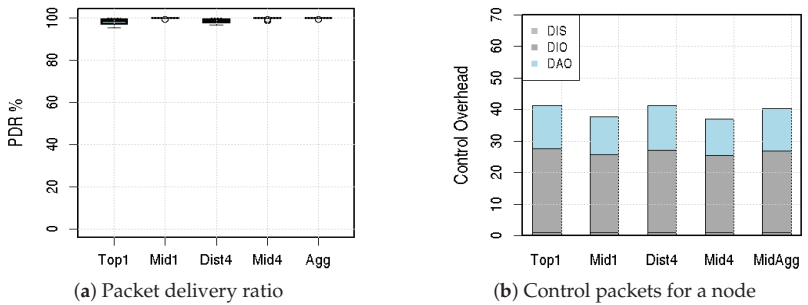 PDR %
100
80
60
40
20
0
Top1 Mid1 Dist4 Mid4 Agg
(a) Packet delivery ratio
Control Overhead
70
60
50
40
30
20
10
0
DIS
DIO
DAO
Top1 Mid1 Dist4 Mid4 MidAgg
(b) Control packets for a node